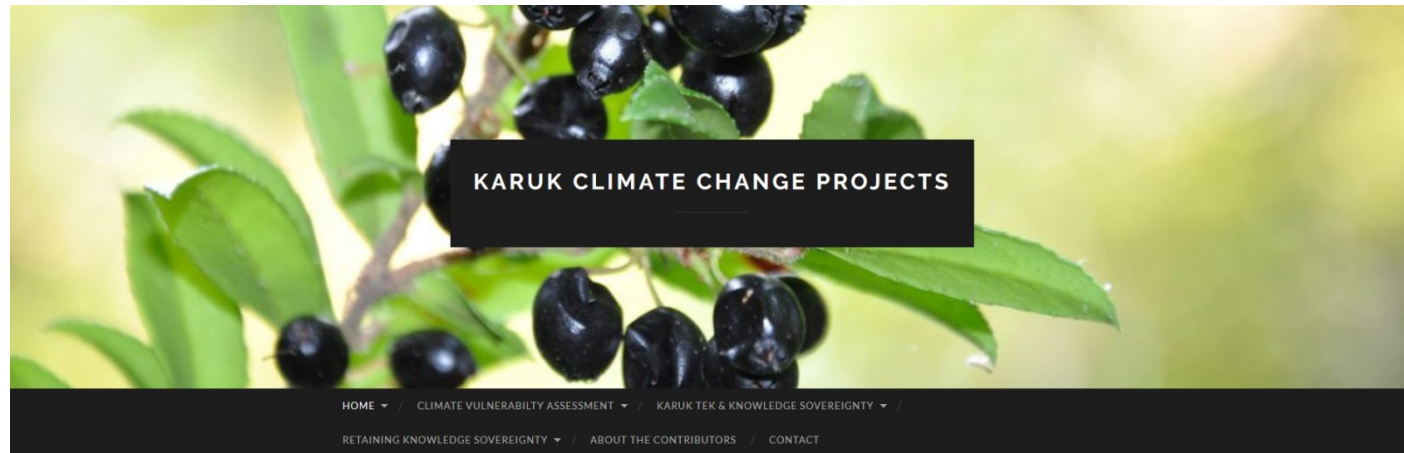 KARUK CLIMATE CHANGE PROJECTS
HOME / CLIMATE VULNERABILTY ASSESSMENT / KARUK TEK & KNOWLEDGE SOVEREIGNTY /
RETAINING KNOWLEDGE SOVEREIGNTY / ABOUT THE CONTRIBUTORS / CONTACT